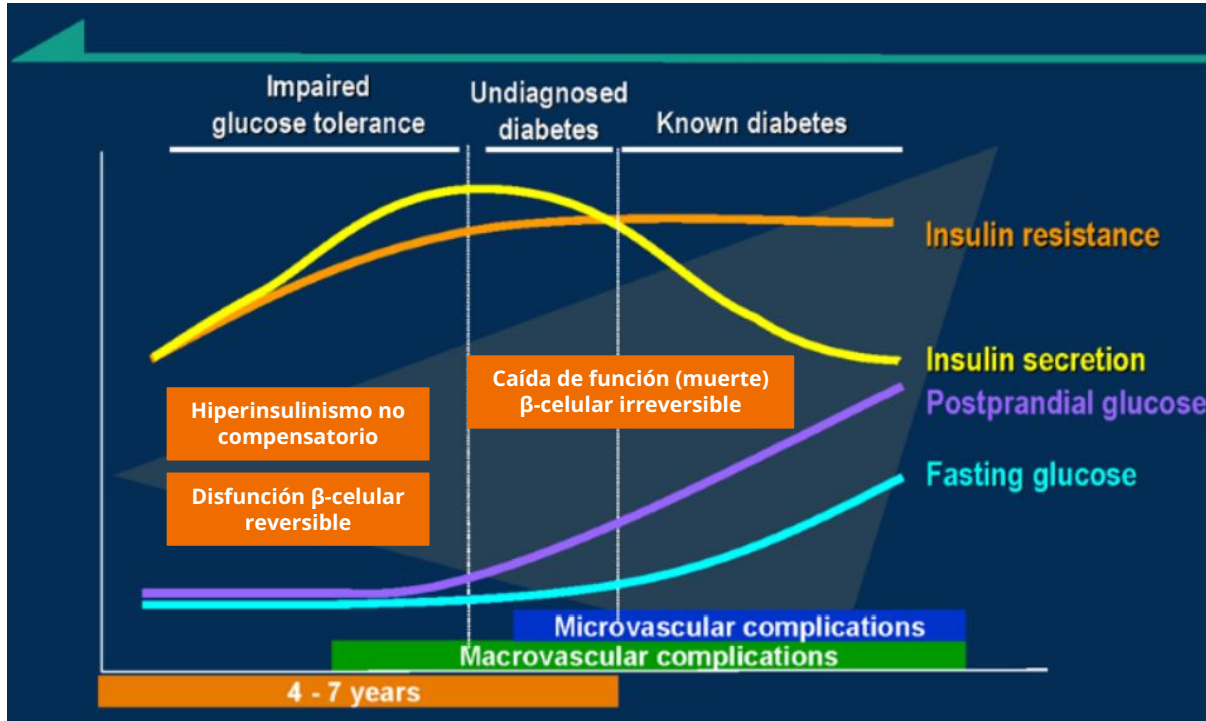 Impaired
glucose tolerance
Undiagnosed
diabetes
Known diabetes
Insulin resistance
Insulin secretion
Postprandial glucose
Fasting glucose
Caída de función (muerte)
β-celular irreversible
Hiperinsulinismo no
compensatorio
Disfunción β-celular
reversible
Microvascular complications
Macrovascular complications
4 - 7 years